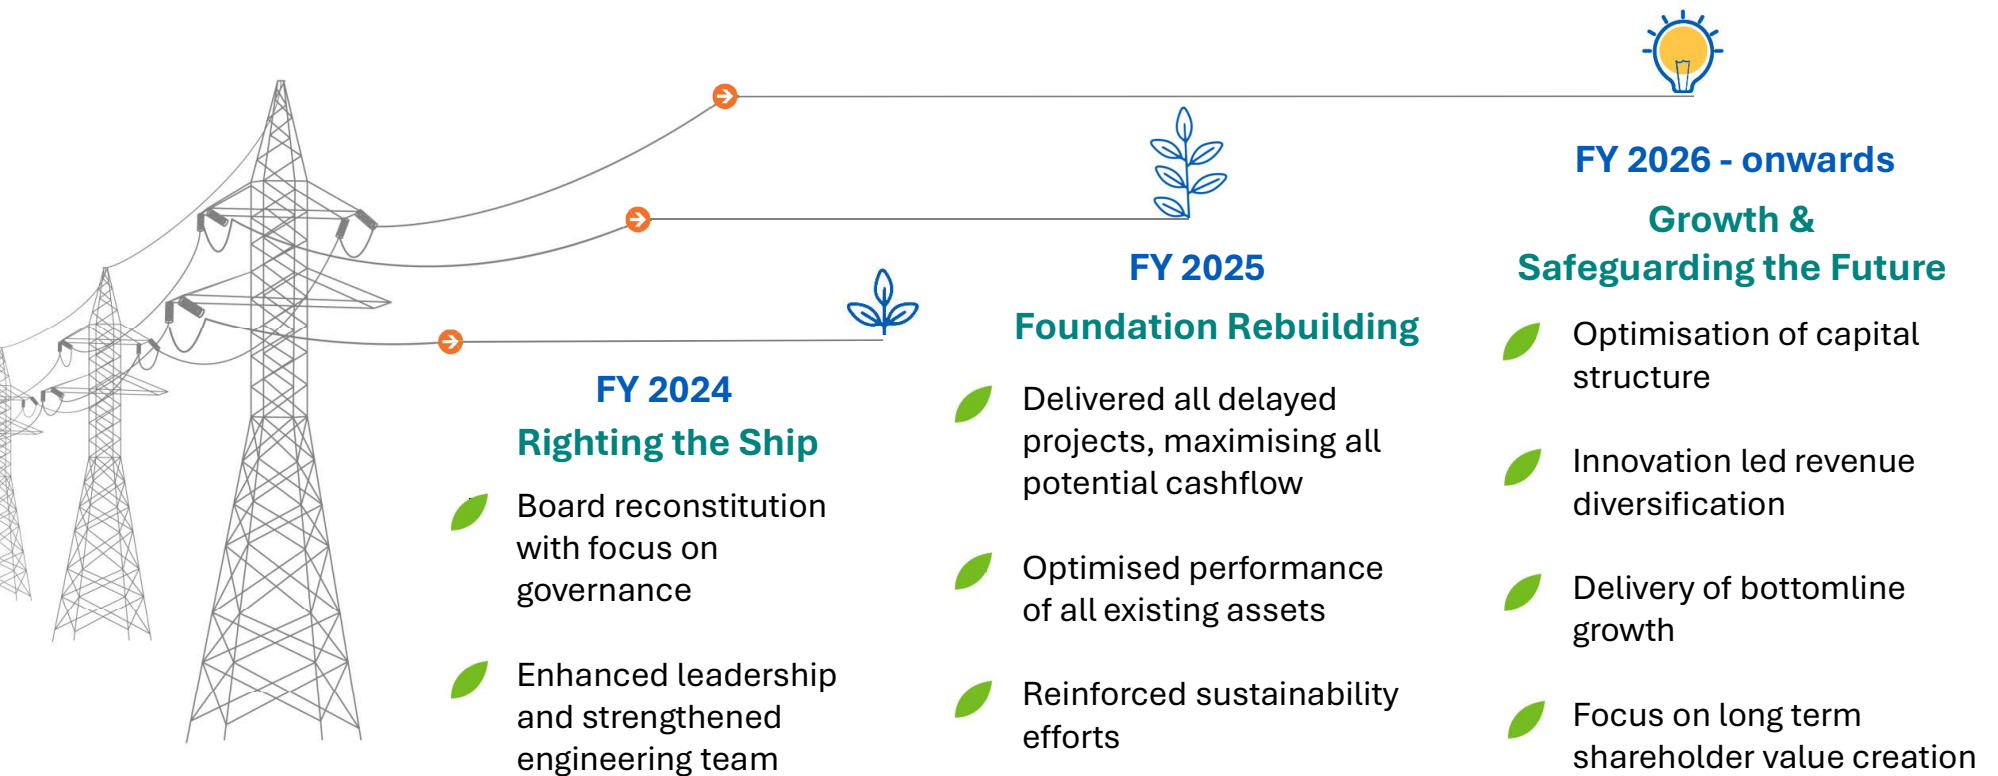 FY 2024
Righting the Ship
Board reconstitution
with focus on
governance
Enhanced leadership
and strengthened
engineering team
FY 2025
Foundation Rebuilding
Delivered all delayed
projects, maximising all
potential cashflow
Optimised performance
of all existing assets
Reinforced sustainability
efforts
FY 2026 - onwards
Growth &
Safeguarding the Future
Optimisation of capital
structure
Innovation led revenue
diversification
Delivery of bottomline
growth
Focus on long term
shareholder value creation